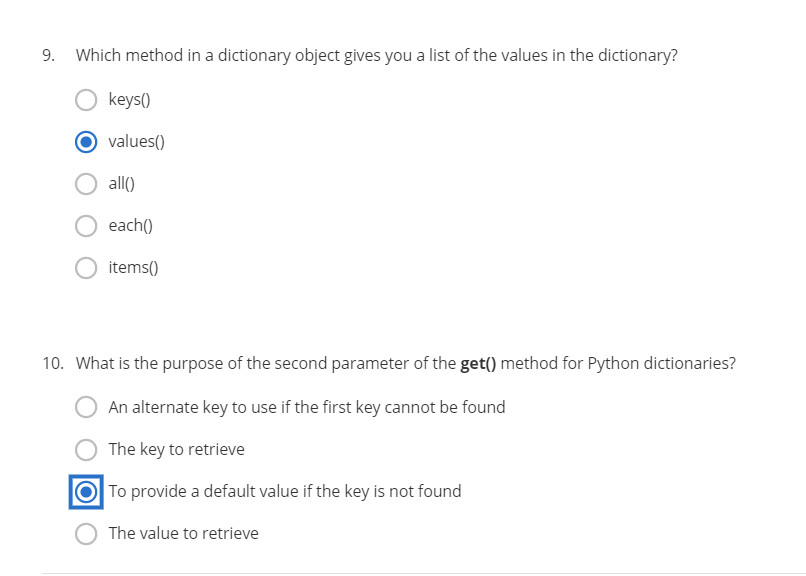 9. Which method in a dictionary object gives you a list of the values in the dictionary?
keys()
values()
all()
each()
items()
10. What is the purpose of the second parameter of the get() method for Python dictionaries?
An alternate key to use if the first key cannot be found
The key to retrieve
To provide a default value if the key is not found
The value to retrieve